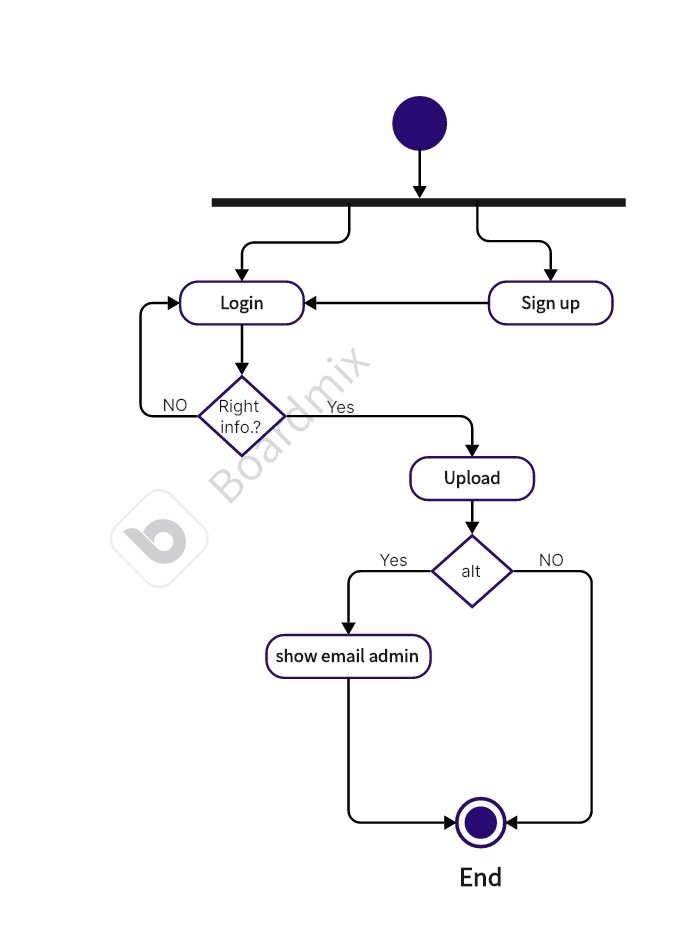 Login
Sign up
NO
Right
info.?
Yes
Boardmix
Upload
Yes
alt
NO
show email admin
End